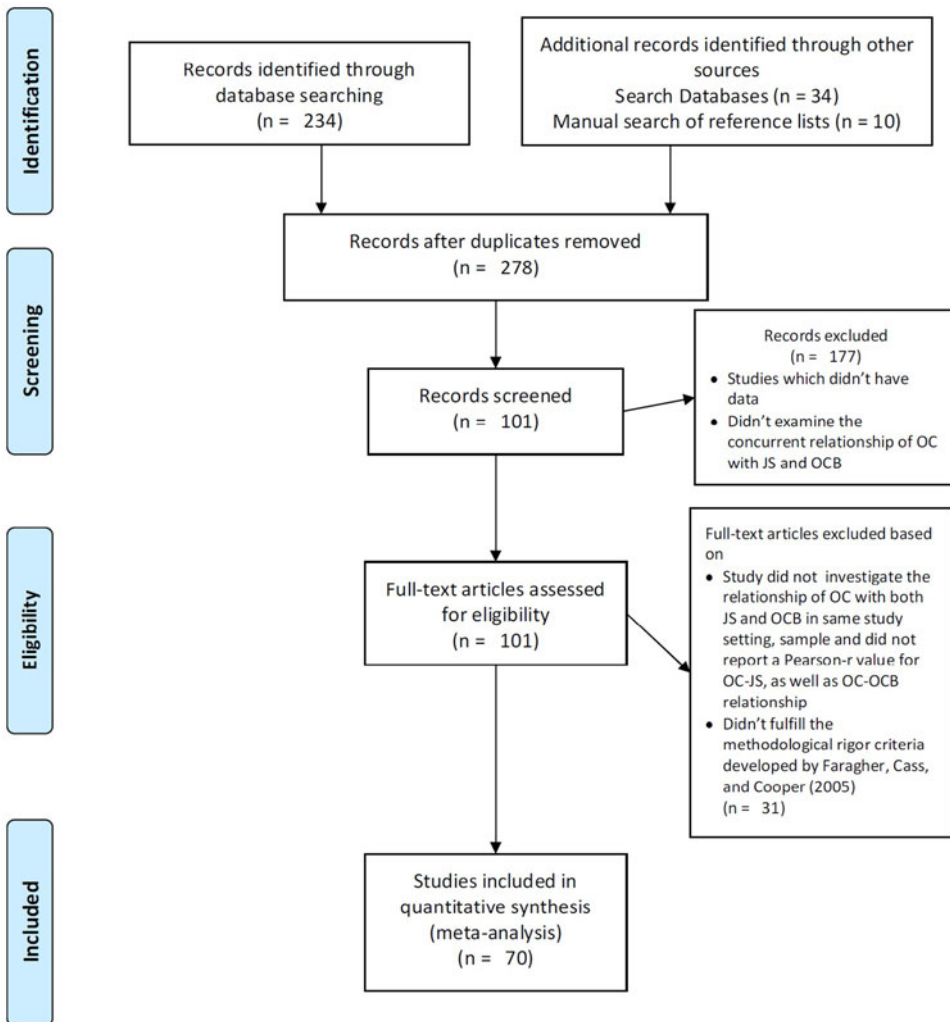 Identification
Records identified through
database searching
(n = 234)
Additional records identified through other
sources
Search Databases (n = 34)
Manual search of reference lists (n = 10)
Screening
Records after duplicates removed
(n = 278)
Records screened
(n = 101)
Records excluded
(n = 177)
• Studies which didn't have
data
• Didn't examine the
concurrent relationship of OC
with JS and OCB
Eligibility
Full-text articles assessed
for eligibility
(n = 101)
Full-text articles excluded based
on
• Study did not investigate the
relationship of OC with both
JS and OCB in same study
setting, sample and did not
report a Pearson-r value for
OC-JS, as well as OC-OCB
relationship
• Didn't fulfill the
methodological rigor criteria
developed by Faragher, Cass,
and Cooper (2005)
(n = 31)
Included
Studies included in
quantitative synthesis
(meta-analysis)
(n = 70)